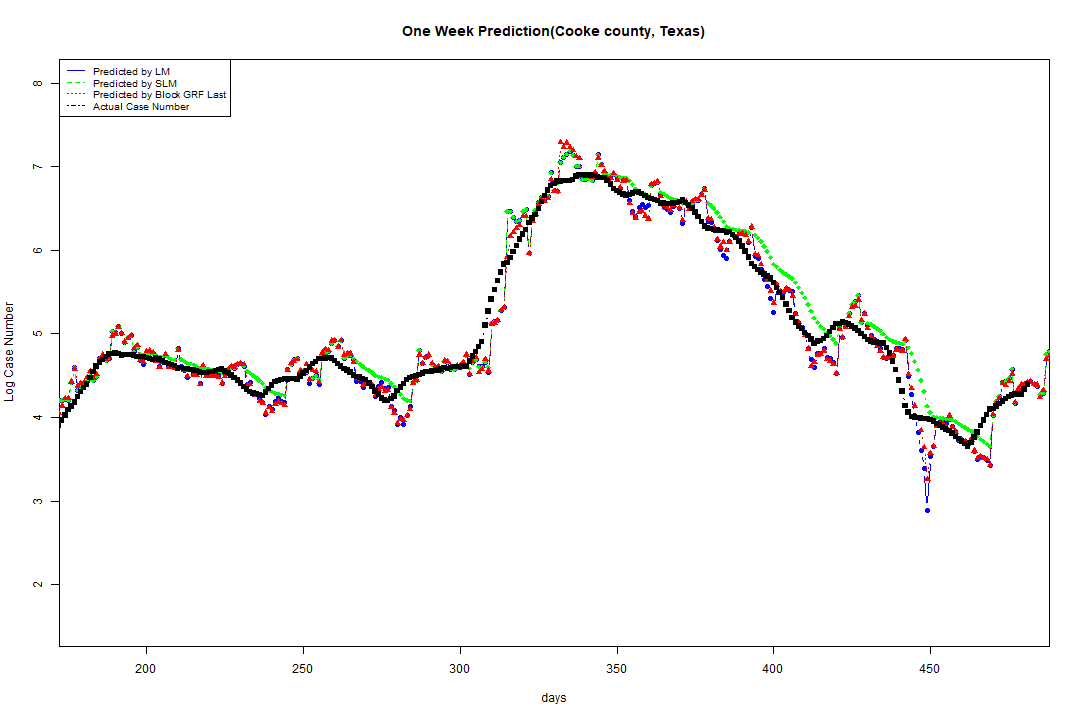 One Week Prediction(Cooke county, Texas)
Predicted by LM
Predicted by SLM
Predicted by Block GRF Last
Actual Case Number
8
7
6
5
4
3
2
Log Case Number
200 250 300 350 400 450
days